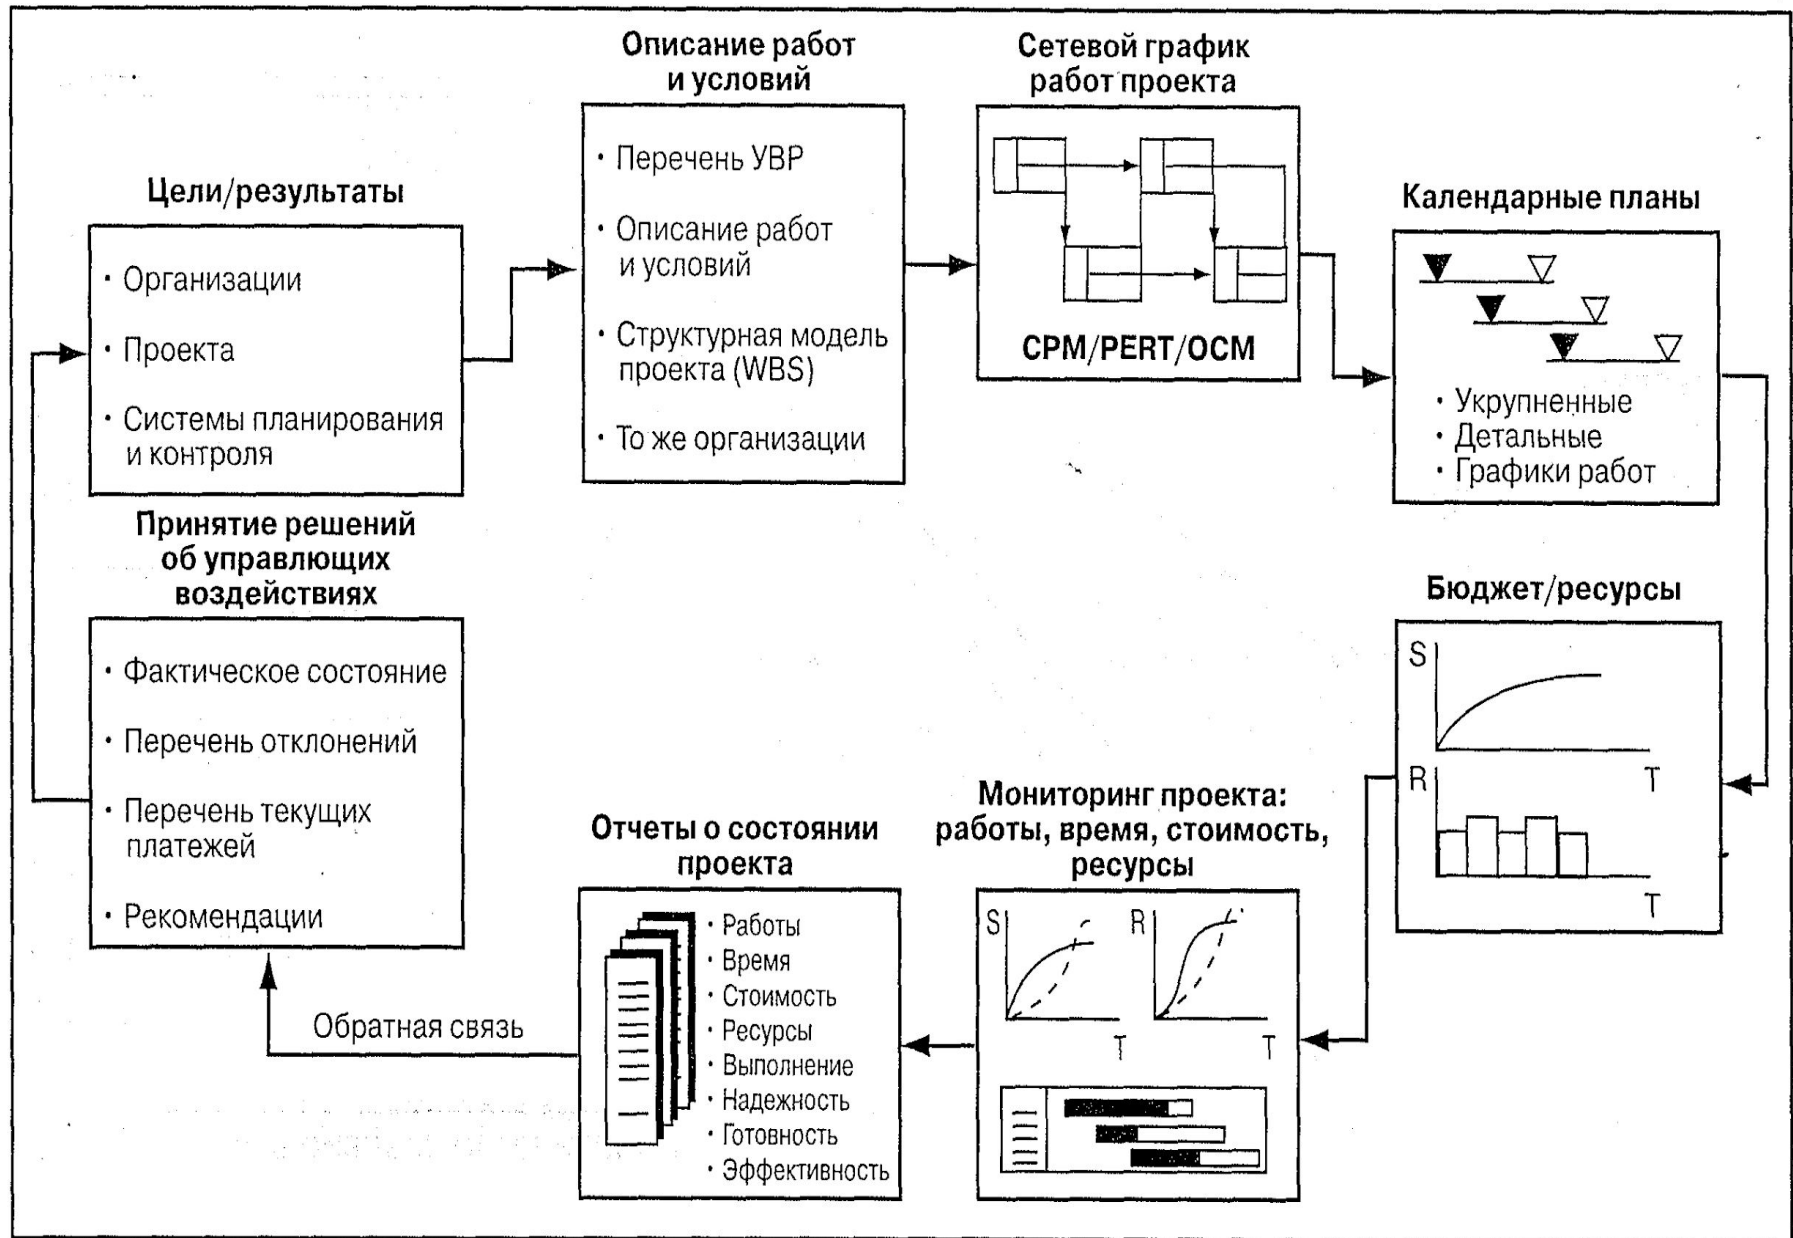 Цели/результаты
· Организации
· Проекта
· Системы планирования
и контроля
Описание работ
и условий
· Перечень УВР
· Описание работ
и условий
· Структурная модель
проекта (WBS)
· То же организации
Сетевой график
работ проекта
CPM/PERT/OCM
Календарные планы
· Укрупненные
· Детальные
· Графики работ
Бюджет/ресурсы
S
T
R
T
Мониторинг проекта:
работы, время, стоимость,
ресурсы
S
T
R
T
Отчеты о состоянии
проекта
· Работы
· Время
· Стоимость
· Ресурсы
· Выполнение
· Надежность
· Готовность
· Эффективность
Обратная связь
Принятие решений
об управлющих
воздействиях
· Фактическое состояние
· Перечень отклонений
· Перечень текущих
платежей
· Рекомендации